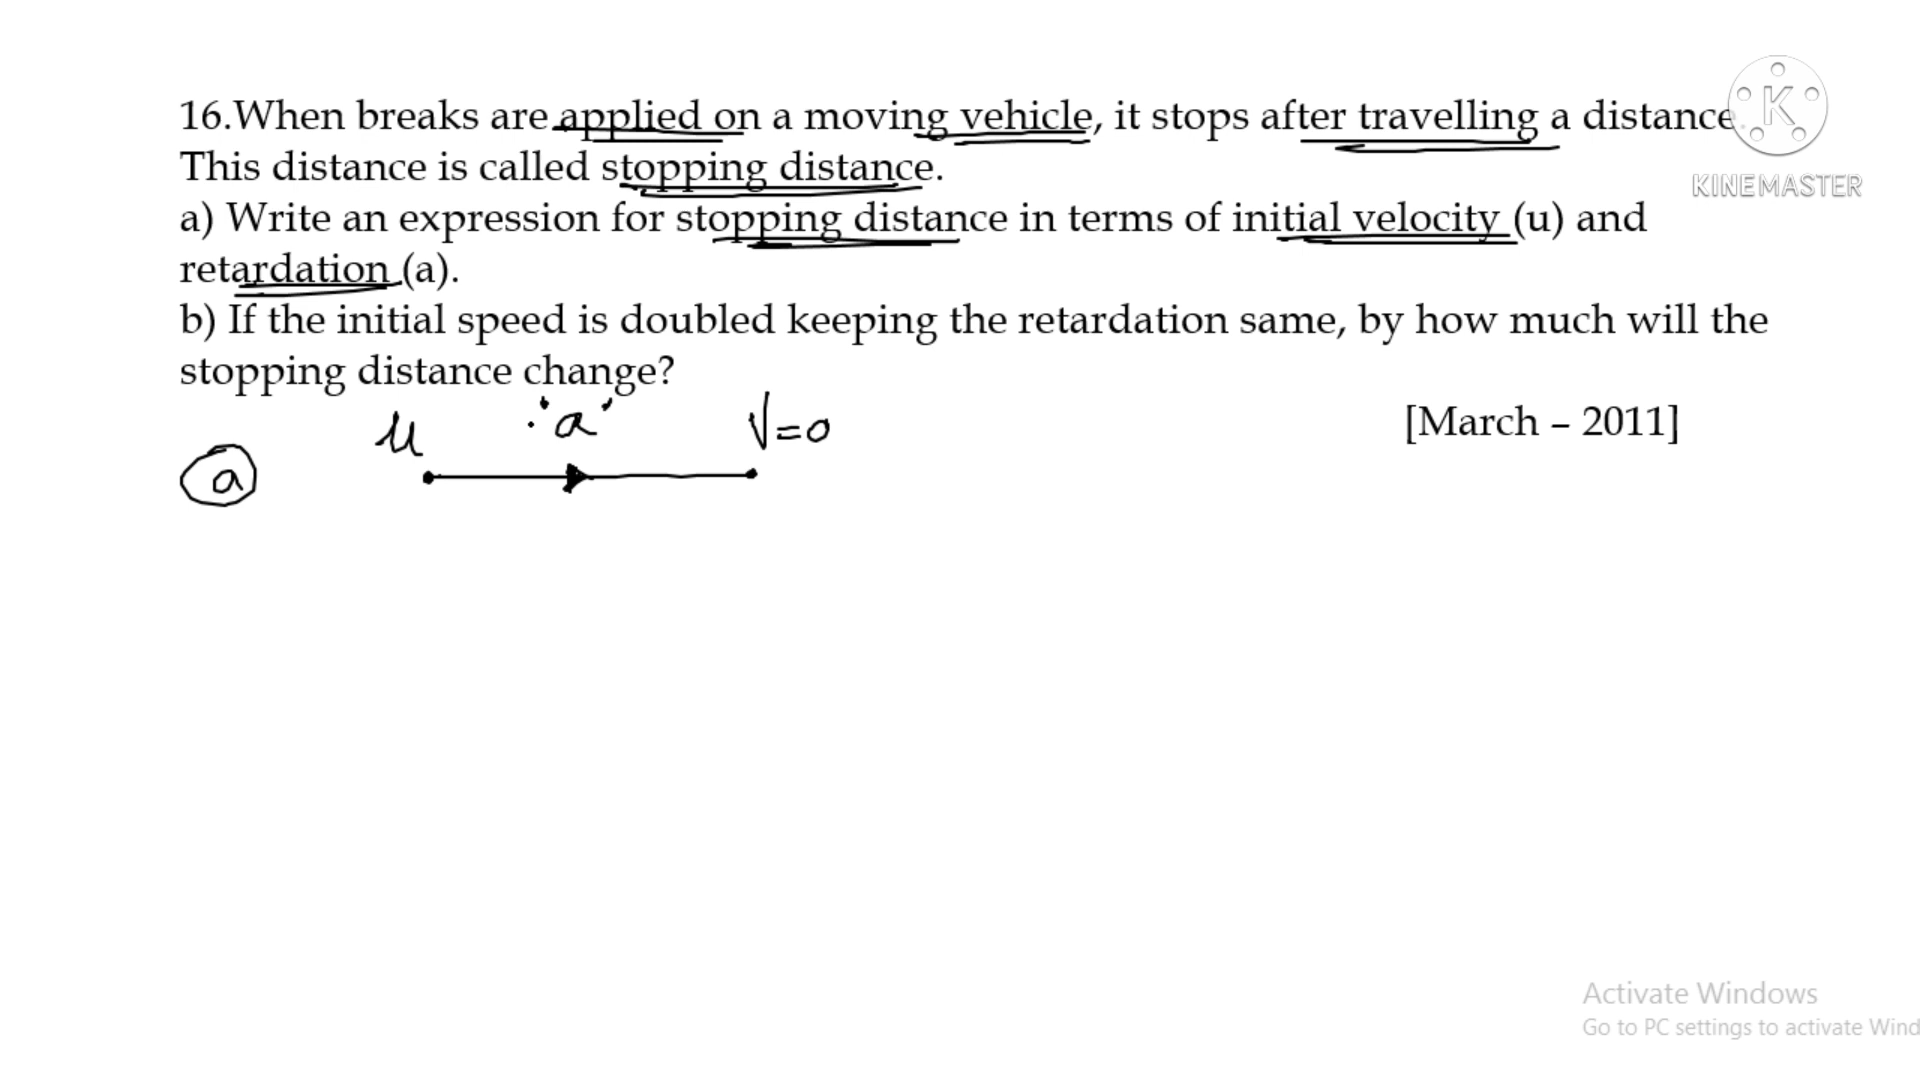 16.When breaks are applied on a moving vehicle, it stops after travelling a distance.
This distance is called stopping distance.
a) Write an expression for stopping distance in terms of initial velocity (u) and
retardation (a).
b) If the initial speed is doubled keeping the retardation same, by how much will the
stopping distance change?
[March – 2011]
u 'a' V=0
a
K
KINEMASTER
Activate Windows
Go to PC settings to activate Wind